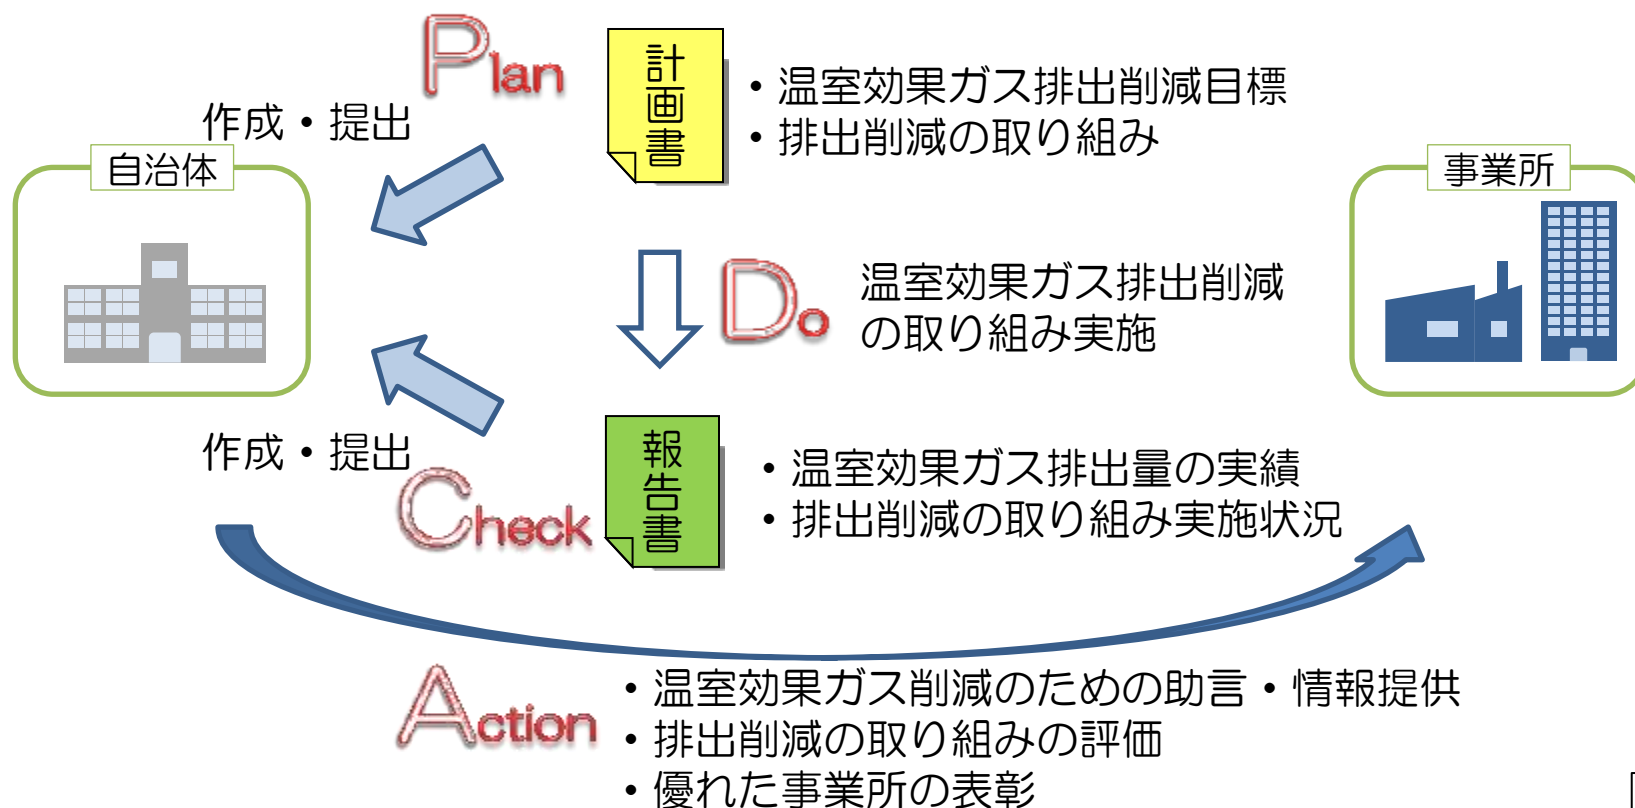 Plan
計画書
・温室効果ガス排出削減目標
・排出削減の取り組み
作成・提出
自治体
事業所
Do
温室効果ガス排出削減
の取り組み実施
作成・提出
Check
報告書
・温室効果ガス排出量の実績
・排出削減の取り組み実施状況
Action
・温室効果ガス削減のための助言・情報提供
・排出削減の取り組みの評価
・優れた事業所の表彰